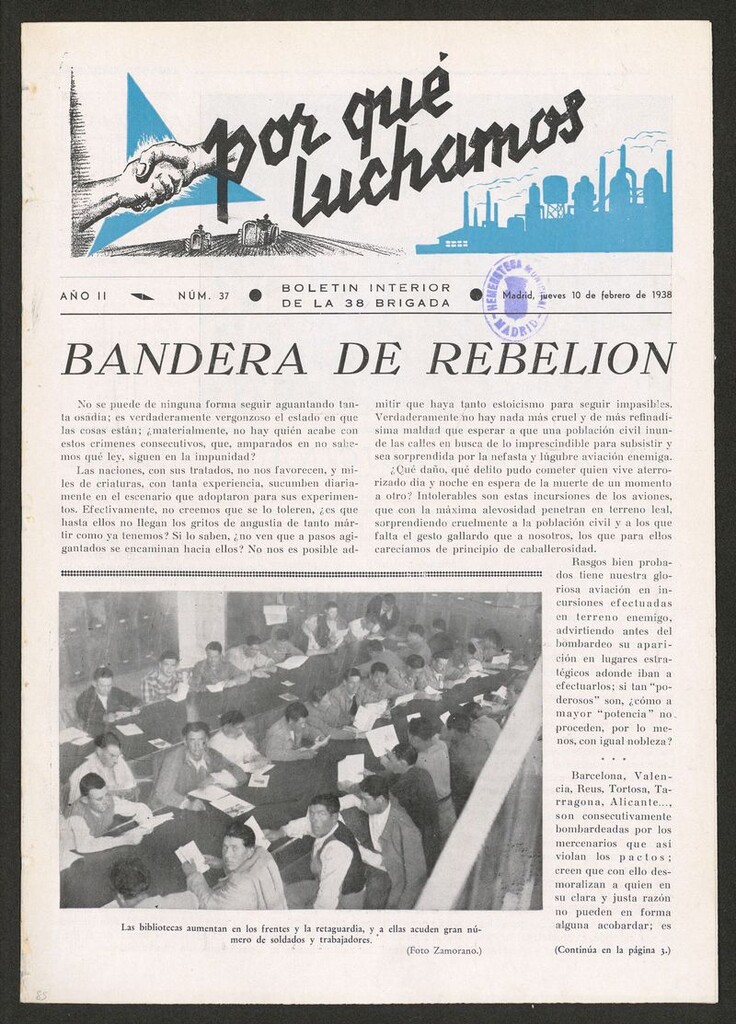 por qué
luchamos
AÑO II
NÚM. 37
BOLETIN INTERIOR
DE LA 38 BRIGADA
Madrid, jueves 10 de febrero de 1938
HEMEROTECA MUNICIPAL
MADRID
BANDERA DE REBELION
No se puede de ninguna forma seguir aguantando tan-
ta osadía; es verdaderamente vergonzoso el estado en que
las cosas están; ¿materialmente, no hay quién acabe con
estos crímenes consecutivos, que, amparados en no sabe-
mos qué ley, siguen en la impunidad?
Las naciones, con sus tratados, no nos favorecen, y mi-
les de criaturas, con tanta experiencia, sucumben diaria-
mente en el escenario que adoptaron para sus experimen-
tos. Efectivamente, no creemos que se lo toleren, ¿es que
hasta ellos no llegan los gritos de angustia de tanto már-
tir como ya tenemos? Si lo saben, ¿no ven que a pasos agi-
gantados se encaminan hacia ellos? No nos es posible ad-
mitir que haya tanto estoicismo para seguir impasibles.
Verdaderamente no hay nada más cruel y de más refinadí-
sima maldad que esperar a que una población civil inun-
de las calles en busca de lo imprescindible para subsistir y
sea sorprendida por la nefasta y lúgubre aviación enemiga.
¿Qué daño, qué delito pudo cometer quien vive aterro-
rizado día y noche en espera de la muerte de un momento
a otro? Intolerables son estas incursiones de los aviones,
que con la máxima alevosidad penetran en terreno leal,
sorprendiendo cruelmente a la población civil y a los que
falta el gesto gallardo que a nosotros, los que para ellos
carecíamos de principio de caballerosidad.
Rasgos bien proba-
dos tiene nuestra glo-
riosa aviación en in-
cursiones efectuadas
en terreno enemigo,
advirtiendo antes del
bombardeo su apari-
ción en lugares estra-
tégicos adonde iban a
efectuarlos; si tan "po-
derosos" son, ¿cómo a
mayor "potencia" no
proceden, por lo me-
nos, con igual nobleza?
* * *
Barcelona, Valen-
cia, Reus, Tortosa, Ta-
rragona, Alicante...,
son consecutivamente
bombardeadas por los
mercenarios que así
violan los pactos;
creen que con ello des-
moralizan a quien en
su clara y justa razón
no pueden en forma
alguna acobardar; es
(Continúa en la página 3.)
Las bibliotecas aumentan en los frentes y la retaguardia, y a ellas acuden gran nú-
mero de soldados y trabajadores.
(Foto Zamorano.)
85